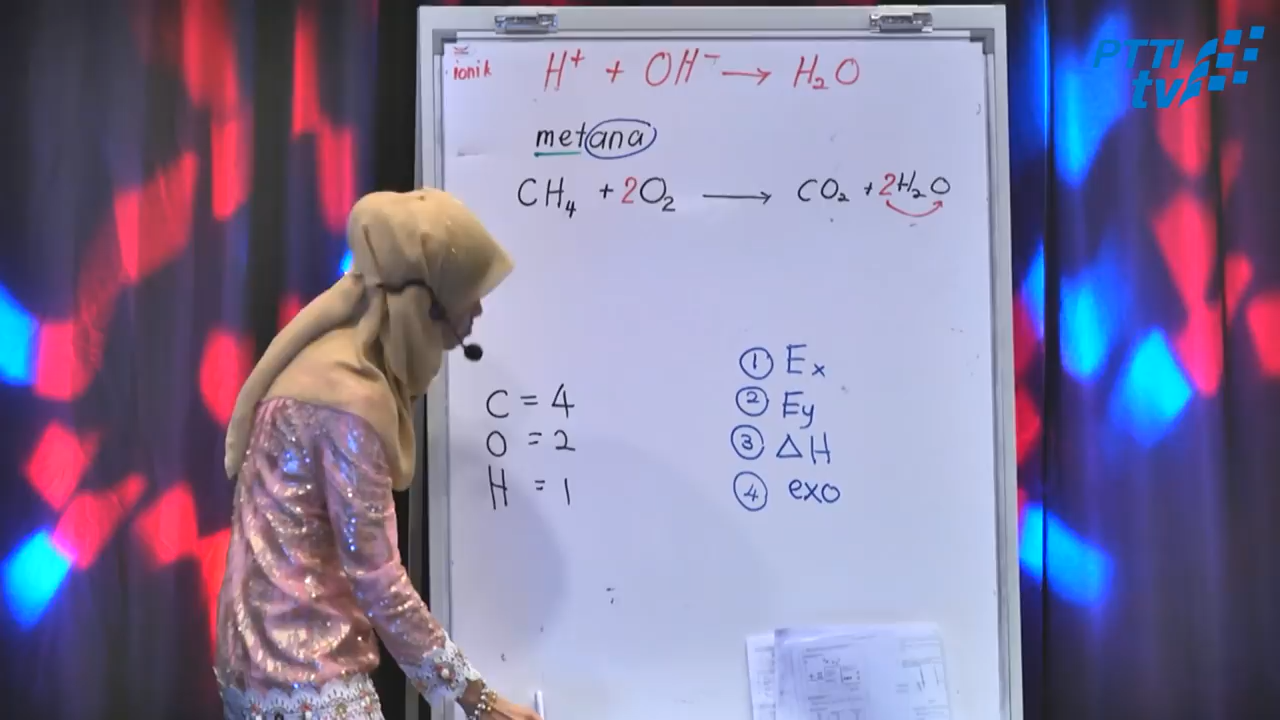 PTTI
tv
ionik H⁺ + OH⁻ → H₂O
metana
CH₄ + 2O₂ → CO₂ + 2H₂O
① Ex
C = 4
② Ey
O = 2
③ ΔH
H = 1
④ exo